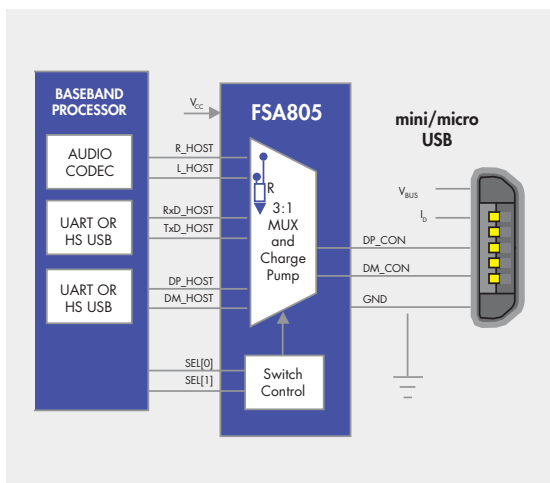 BASEBAND
PROCESSOR
AUDIO
CODEC
UART OR
HS USB
UART OR
HS USB
VCC
R_HOST
L_HOST
RxD_HOST
TxD_HOST
DP_HOST
DM_HOST
SEL[0]
SEL[1]
FSA805
R
3:1
MUX
and
Charge
Pump
Switch
Control
mini/micro
USB
VBUS
ID
DP_CON
DM_CON
GND